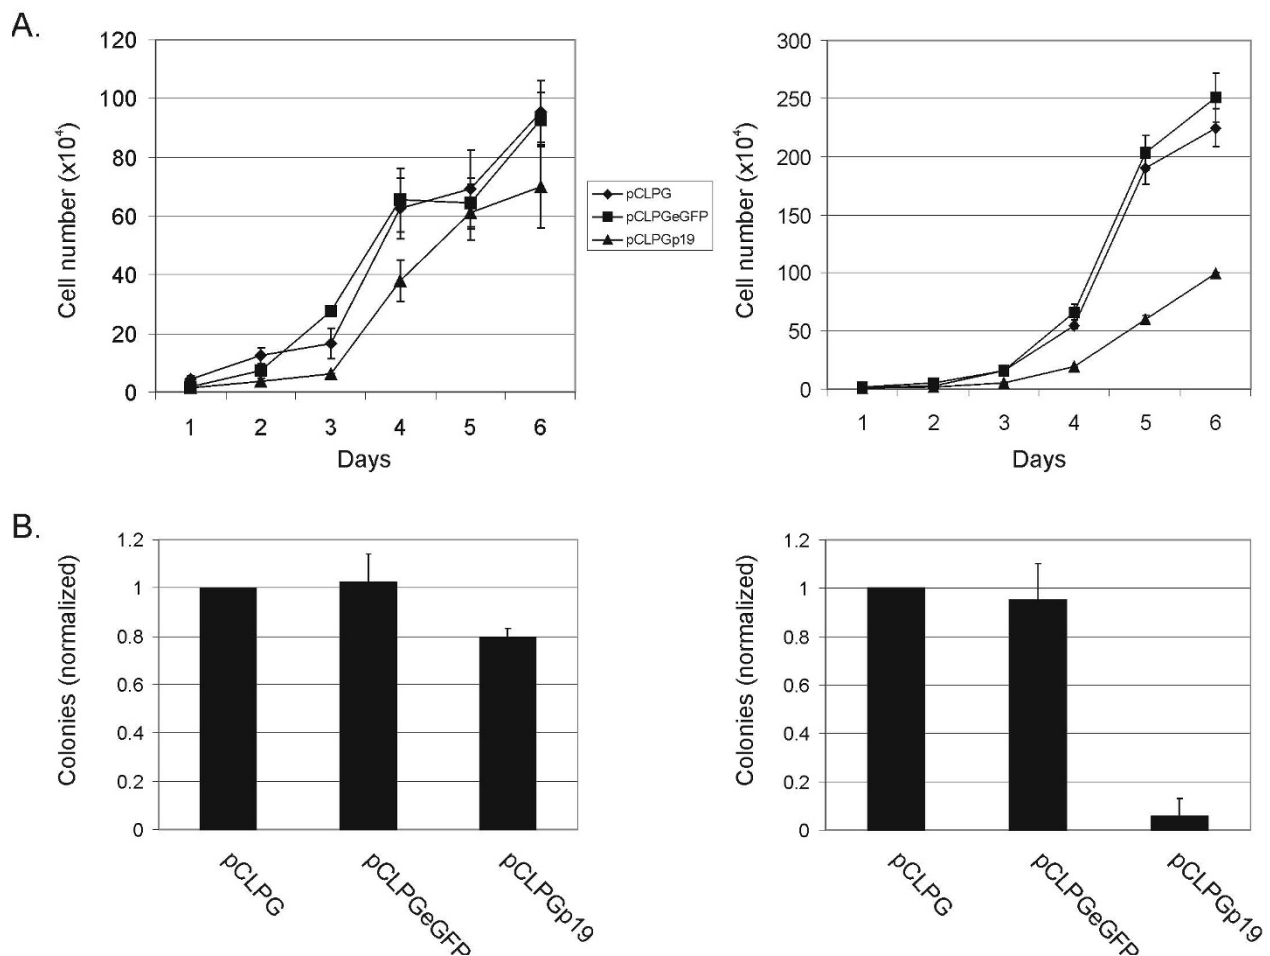 A.
Cell number (x10⁴)
120
100
80
60
40
20
0
1 2 3 4 5 6
Days
pCLPG
pCLPGeGFP
pCLPGp19
Cell number (x10⁴)
300
250
200
150
100
50
0
1 2 3 4 5 6
Days
B.
Colonies (normalized)
1.2
1
0.8
0.6
0.4
0.2
0
pCLPG
pCLPGeGFP
pCLPGp19
Colonies (normalized)
1.2
1
0.8
0.6
0.4
0.2
0
pCLPG
pCLPGeGFP
pCLPGp19